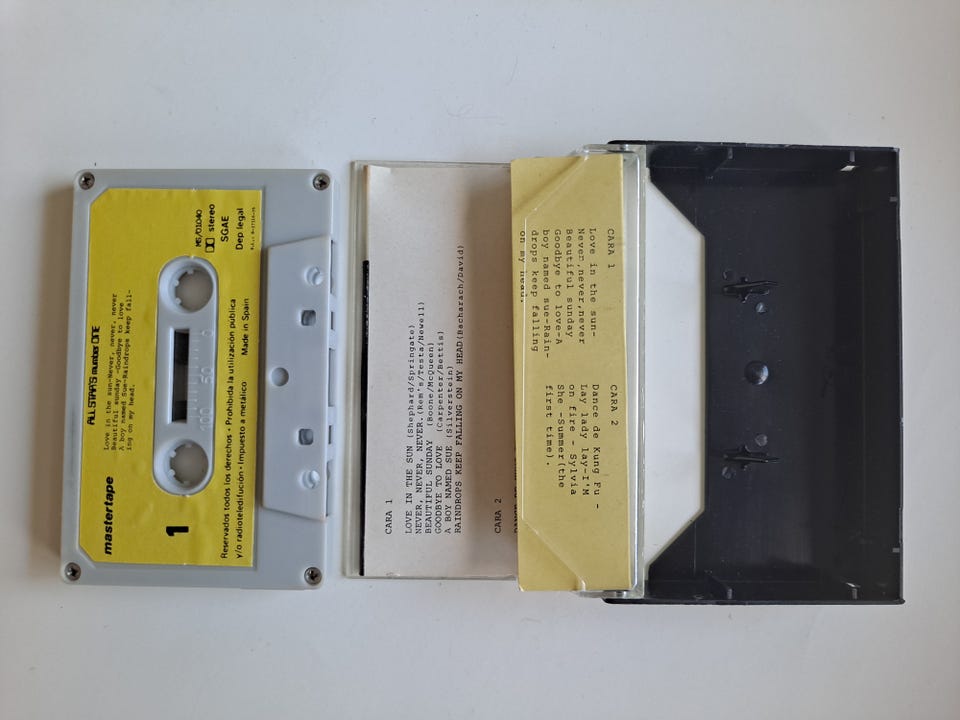 ALL STARS number ONE
Love in the sun-Never, never, never
Beautiful sunday -Goodbye to love
A boy named Sue-Raindrops keep fall-
ing on my head.
mastertape
MS/01040
stereo
SGAE
Dep legal
1
Reservados todos los derechos • Prohibida la utilización pública
y/o radioteledifución • Impuesto a metálico Made in Spain
100 50 0
CARA 1
LOVE IN THE SUN (Shephard/Springate)
NEVER, NEVER, NEVER.(Rem's/Testa/Newell)
BEAUTIFUL SUNDAY (Boone/McQueen)
GOODBYE TO LOVE (Carpenter/Bettis)
A BOY NAMED SUE (Silverstein)
RAINDROPS KEEP FALLING ON MY HEAD(Bacharach/David)
CARA 2
CARA 1
Love in the sun-
Never,never,never
Beautiful sunday
Goodbye to love-A
boy named sue-Rain-
drops keep falling
on my head.
CARA 2
Dance de Kung Fu -
Lay lady lay-I'M
on fire - Sylvia
She -Summer(the
first time).